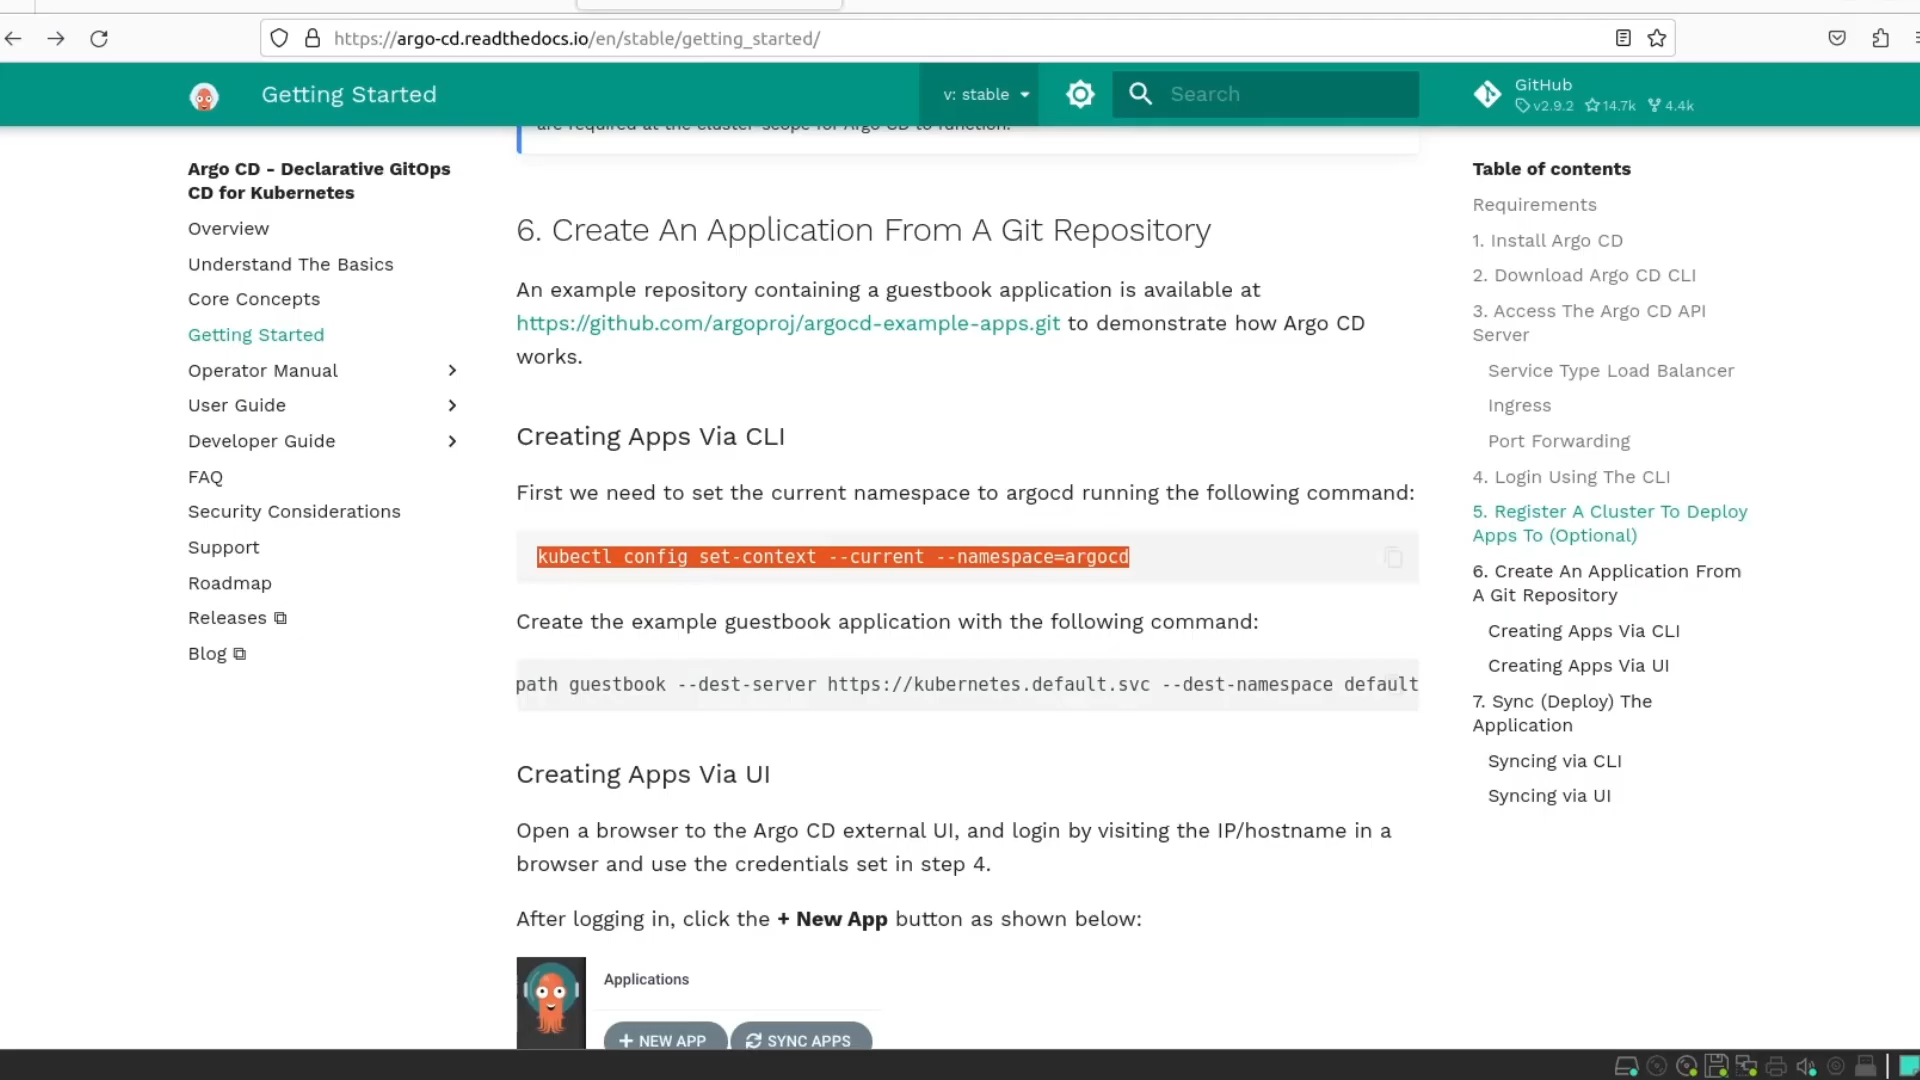 https://argo-cd.readthedocs.io/en/stable/getting_started/
Getting Started
v: stable
Search
GitHub
v2.9.2 14.7k 4.4k
are required at the cluster-scope for Argo CD to function.
Argo CD - Declarative GitOps
CD for Kubernetes
Overview
Understand The Basics
Core Concepts
Getting Started
Operator Manual
User Guide
Developer Guide
FAQ
Security Considerations
Support
Roadmap
Releases
Blog
6. Create An Application From A Git Repository
An example repository containing a guestbook application is available at
https://github.com/argoproj/argocd-example-apps.git to demonstrate how Argo CD
works.
Creating Apps Via CLI
First we need to set the current namespace to argocd running the following command:
kubectl config set-context --current --namespace=argocd
Create the example guestbook application with the following command:
path guestbook --dest-server https://kubernetes.default.svc --dest-namespace default
Creating Apps Via UI
Open a browser to the Argo CD external UI, and login by visiting the IP/hostname in a
browser and use the credentials set in step 4.
After logging in, click the + New App button as shown below:
Applications
+ NEW APP
SYNC APPS
Table of contents
Requirements
1. Install Argo CD
2. Download Argo CD CLI
3. Access The Argo CD API
Server
Service Type Load Balancer
Ingress
Port Forwarding
4. Login Using The CLI
5. Register A Cluster To Deploy
Apps To (Optional)
6. Create An Application From
A Git Repository
Creating Apps Via CLI
Creating Apps Via UI
7. Sync (Deploy) The
Application
Syncing via CLI
Syncing via UI